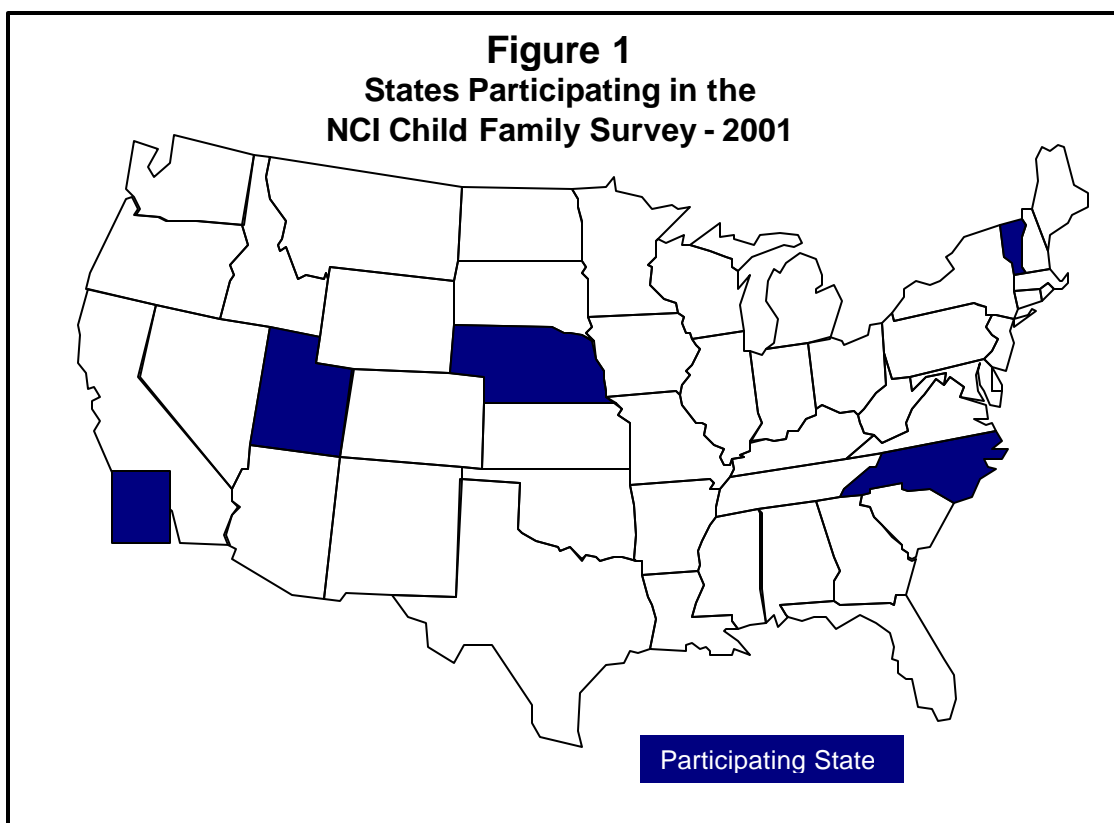 Figure 1
States Participating in the
NCI Child Family Survey - 2001
Participating State